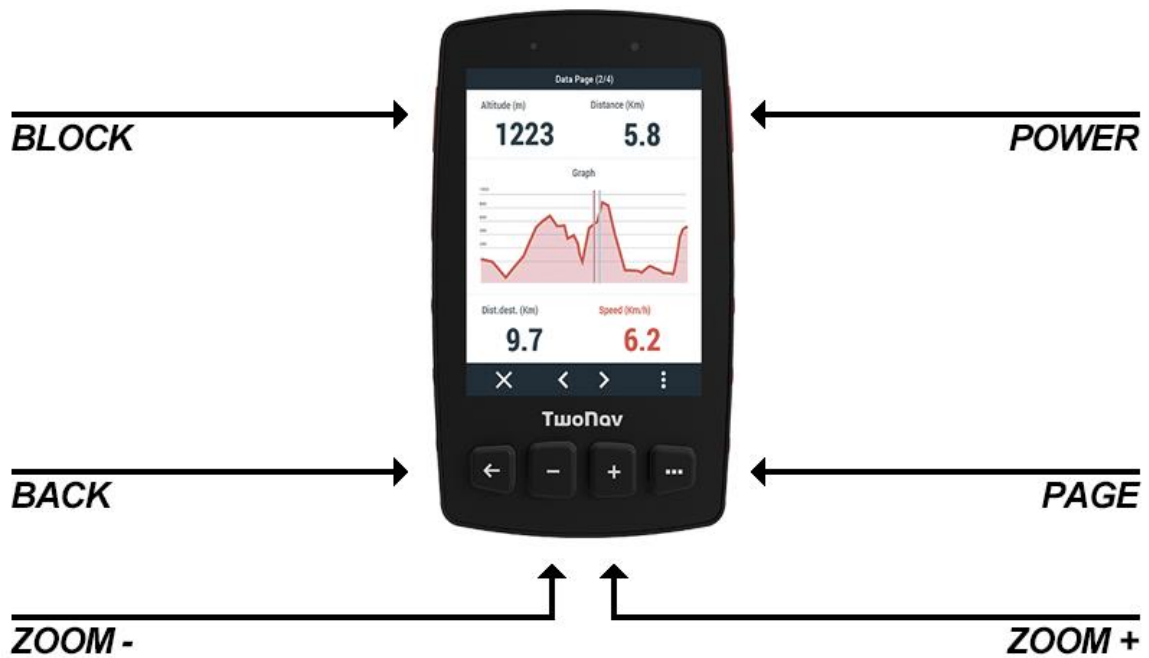 Data Page (2/4)
Altitude (m) Distance (Km)
BLOCK 1223 5.8 POWER
Graph
Dist.dest. (Km) Speed (Km/h)
9.7 6.2
TwoNav
BACK PAGE
ZOOM - ZOOM +